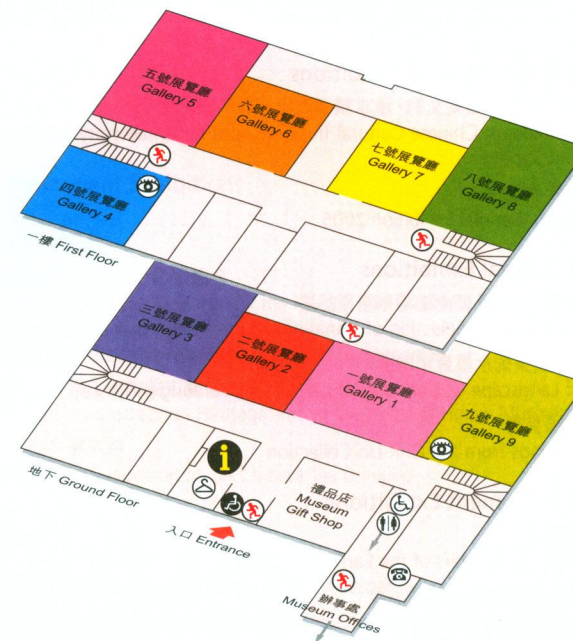 五號展覽廳
Gallery 5
六號展覽廳
Gallery 6
七號展覽廳
Gallery 7
八號展覽廳
Gallery 8
四號展覽廳
Gallery 4
一樓 First Floor
三號展覽廳
Gallery 3
二號展覽廳
Gallery 2
一號展覽廳
Gallery 1
九號展覽廳
Gallery 9
i
禮品店
Museum
Gift Shop
地下 Ground Floor
入口 Entrance
辦事處
Museum Offices